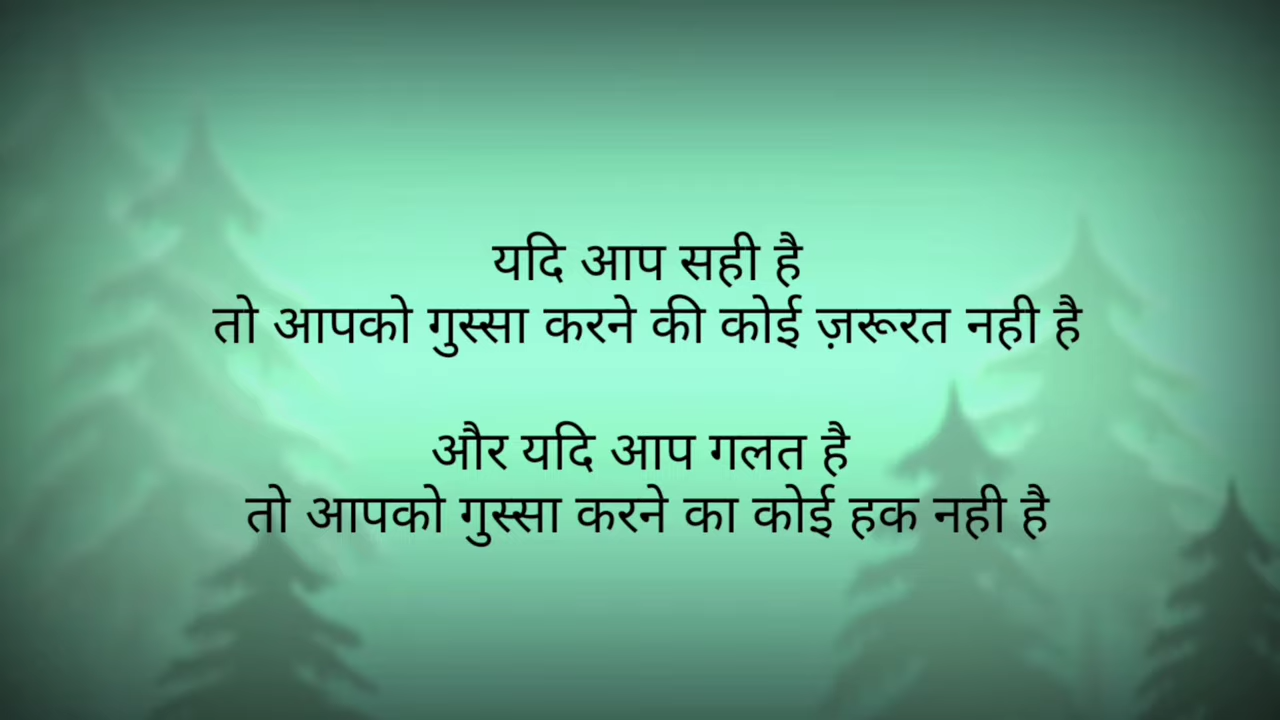 यदि आप सही है
तो आपको गुस्सा करने की कोई ज़रूरत नही है
और यदि आप गलत है
तो आपको गुस्सा करने का कोई हक नही है